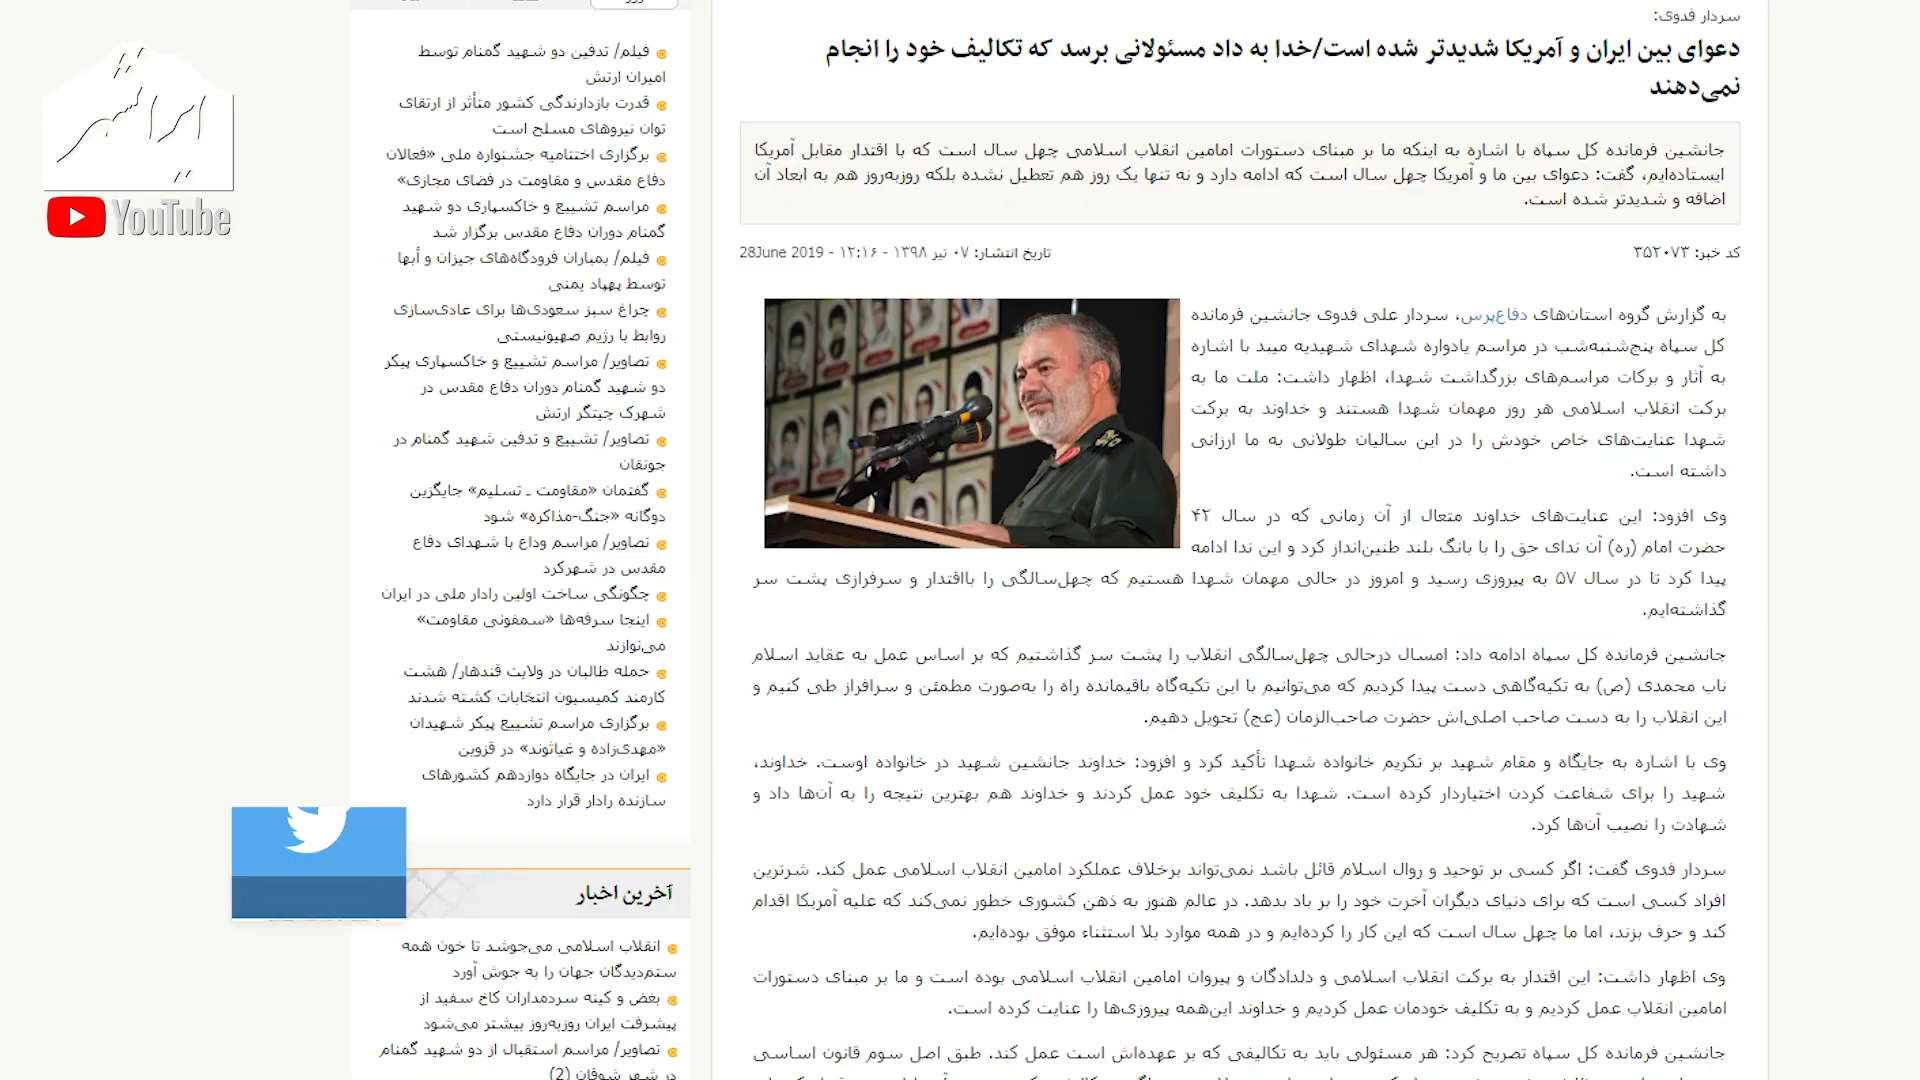 سردار فدوی:
دعوای بین ایران و آمریکا شدیدتر شده است/خدا به داد مسئولانی برسد که تکالیف خود را انجام
نمی‌دهند
جانشین فرمانده کل سپاه با اشاره به اینکه ما بر مبنای دستورات امامین انقلاب اسلامی چهل سال است که با اقتدار مقابل آمریکا
ایستاده‌ایم، گفت: دعوای بین ما و آمریکا چهل سال است که ادامه دارد و نه تنها یک روز هم تعطیل نشده بلکه روزبه‌روز هم به ابعاد آن
اضافه و شدیدتر شده است.
کد خبر: ۳۵۲۰۷۳
تاریخ انتشار: ۰۷ تیر ۱۳۹۸ - ۱۲:۱۶ - 28June 2019
به گزارش گروه استان‌های دفاع‌پرس، سردار علی فدوی جانشین فرمانده
کل سپاه پنج‌شنبه‌شب در مراسم یادواره شهدای شهیدیه میبد با اشاره
به آثار و برکات مراسم‌های بزرگداشت شهدا، اظهار داشت: ملت ما به
برکت انقلاب اسلامی هر روز مهمان شهدا هستند و خداوند به برکت
شهدا عنایت‌های خاص خودش را در این سالیان طولانی به ما ارزانی
داشته است.
وی افزود: این عنایت‌های خداوند متعال از آن زمانی که در سال ۴۲
حضرت امام (ره) آن ندای حق را با بانگ بلند طنین‌انداز کرد و این ندا ادامه
پیدا کرد تا در سال ۵۷ به پیروزی رسید و امروز در حالی مهمان شهدا هستیم که چهل‌سالگی را بااقتدار و سرفرازی پشت سر
گذاشته‌ایم.
جانشین فرمانده کل سپاه ادامه داد: امسال درحالی چهل‌سالگی انقلاب را پشت سر گذاشتیم که بر اساس عمل به عقاید اسلام
ناب محمدی (ص) به تکیه‌گاهی دست پیدا کردیم که می‌توانیم با این تکیه‌گاه باقیمانده راه را به‌صورت مطمئن و سرافراز طی کنیم و
این انقلاب را به دست صاحب اصلی‌اش حضرت صاحب‌الزمان (عج) تحویل دهیم.
وی با اشاره به جایگاه و مقام شهید بر تکریم خانواده شهدا تأکید کرد و افزود: خداوند جانشین شهید در خانواده اوست. خداوند،
شهید را برای شفاعت کردن اختیاردار کرده است. شهدا به تکلیف خود عمل کردند و خداوند هم بهترین نتیجه را به آن‌ها داد و
شهادت را نصیب آن‌ها کرد.
سردار فدوی گفت: اگر کسی بر توحید و روال اسلام قائل باشد نمی‌تواند برخلاف عملکرد امامین انقلاب اسلامی عمل کند. شرترین
افراد کسی است که برای دنیای دیگران آخرت خود را بر باد بدهد. در عالم هنوز به ذهن کشوری خطور نمی‌کند که علیه آمریکا اقدام
کند و حرف بزند، اما ما چهل سال است که این کار را کرده‌ایم و در همه موارد بلا استثناء موفق بوده‌ایم.
وی اظهار داشت: این اقتدار به برکت انقلاب اسلامی و دلدادگان و پیروان امامین انقلاب اسلامی بوده است و ما بر مبنای دستورات
امامین انقلاب عمل کردیم و به تکلیف خودمان عمل کردیم و خداوند این‌همه پیروزی‌ها را عنایت کرده است.
جانشین فرمانده کل سپاه تصریح کرد: هر مسئولی باید به تکالیفی که بر عهده‌اش است عمل کند. طبق اصل سوم قانون اساسی
فیلم/ تدفین دو شهید گمنام توسط
امیران ارتش
قدرت بازدارندگی کشور متأثر از ارتقای
توان نیروهای مسلح است
برگزاری اختتامیه جشنواره ملی «فعالان
دفاع مقدس و مقاومت در فضای مجازی»
مراسم تشییع و خاکسپاری دو شهید
گمنام دوران دفاع مقدس برگزار شد
فیلم/ بمباران فرودگاه‌های جیزان و أبها
توسط پهپاد یمنی
چراغ سبز سعودی‌ها برای عادی‌سازی
روابط با رژیم صهیونیستی
تصاویر/ مراسم تشییع و خاکسپاری پیکر
دو شهید گمنام دوران دفاع مقدس در
شهرک چیتگر ارتش
تصاویر/ تشییع و تدفین شهید گمنام در
جونقان
گفتمان «مقاومت ـ تسلیم» جایگزین
دوگانه «جنگ-مذاکره» شود
تصاویر/ مراسم وداع با شهدای دفاع
مقدس در شهرکرد
چگونگی ساخت اولین رادار ملی در ایران
اینجا سرفه‌ها «سمفونی مقاومت»
می‌نوازند
حمله طالبان در ولایت قندهار/ هشت
کارمند کمیسیون انتخابات کشته شدند
برگزاری مراسم تشییع پیکر شهیدان
«مهدی‌زاده و غیاثوند» در قزوین
ایران در جایگاه دوازدهم کشورهای
سازنده رادار قرار دارد
آخرین اخبار
انقلاب اسلامی می‌جوشد تا خون همه
ستم‌دیدگان جهان را به جوش آورد
بغض و کینه سردمداران کاخ سفید از
پیشرفت ایران روزبه‌روز بیشتر می‌شود
تصاویر/ مراسم استقبال از دو شهید گمنام
در شهر شوقان (2)
ایرانشهر
YouTube